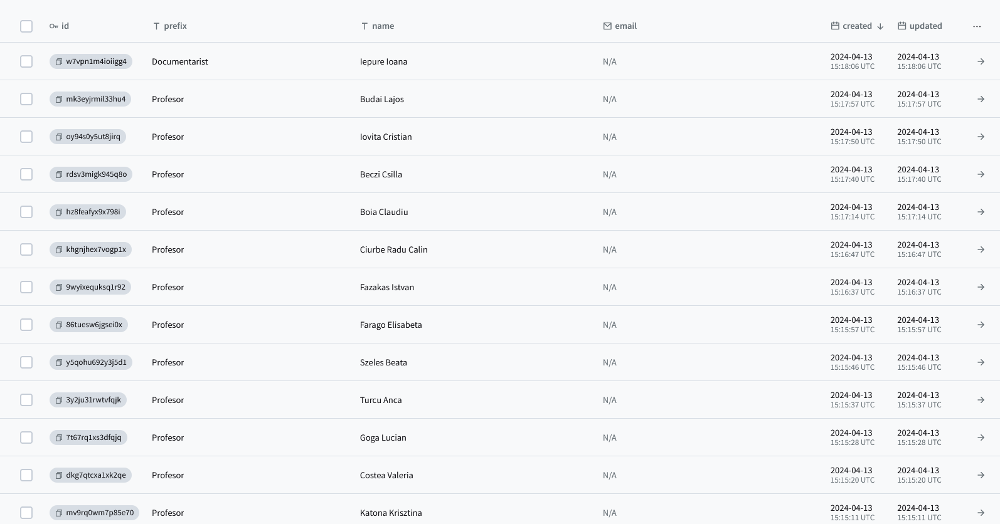 id prefix name email created updated
w7vpn1m4ioiigg4 Documentarist Iepure Ioana N/A 2024-04-13 2024-04-13
15:18:06 UTC 15:18:06 UTC
mk3eyjrmil33hu4 Profesor Budai Lajos N/A 2024-04-13 2024-04-13
15:17:57 UTC 15:17:57 UTC
oy94s0y5ut8jirq Profesor Iovita Cristian N/A 2024-04-13 2024-04-13
15:17:50 UTC 15:17:50 UTC
rdsv3migk945q8o Profesor Beczi Csilla N/A 2024-04-13 2024-04-13
15:17:40 UTC 15:17:40 UTC
hz8feafyx9x798i Profesor Boia Claudiu N/A 2024-04-13 2024-04-13
15:17:14 UTC 15:17:14 UTC
khgnjhex7vogp1x Profesor Ciurbe Radu Calin N/A 2024-04-13 2024-04-13
15:16:47 UTC 15:16:47 UTC
9wyixequksq1r92 Profesor Fazakas Istvan N/A 2024-04-13 2024-04-13
15:16:37 UTC 15:16:37 UTC
86tuesw6jgsei0x Profesor Farago Elisabeta N/A 2024-04-13 2024-04-13
15:15:57 UTC 15:15:57 UTC
y5qohu692y3j5d1 Profesor Szeles Beata N/A 2024-04-13 2024-04-13
15:15:46 UTC 15:15:46 UTC
3y2ju31rwtvfqjk Profesor Turcu Anca N/A 2024-04-13 2024-04-13
15:15:37 UTC 15:15:37 UTC
7t67rq1xs3dfqjq Profesor Goga Lucian N/A 2024-04-13 2024-04-13
15:15:28 UTC 15:15:28 UTC
dkg7qtcxa1xk2qe Profesor Costea Valeria N/A 2024-04-13 2024-04-13
15:15:20 UTC 15:15:20 UTC
mv9rq0wm7p85e70 Profesor Katona Krisztina N/A 2024-04-13 2024-04-13
15:15:11 UTC 15:15:11 UTC